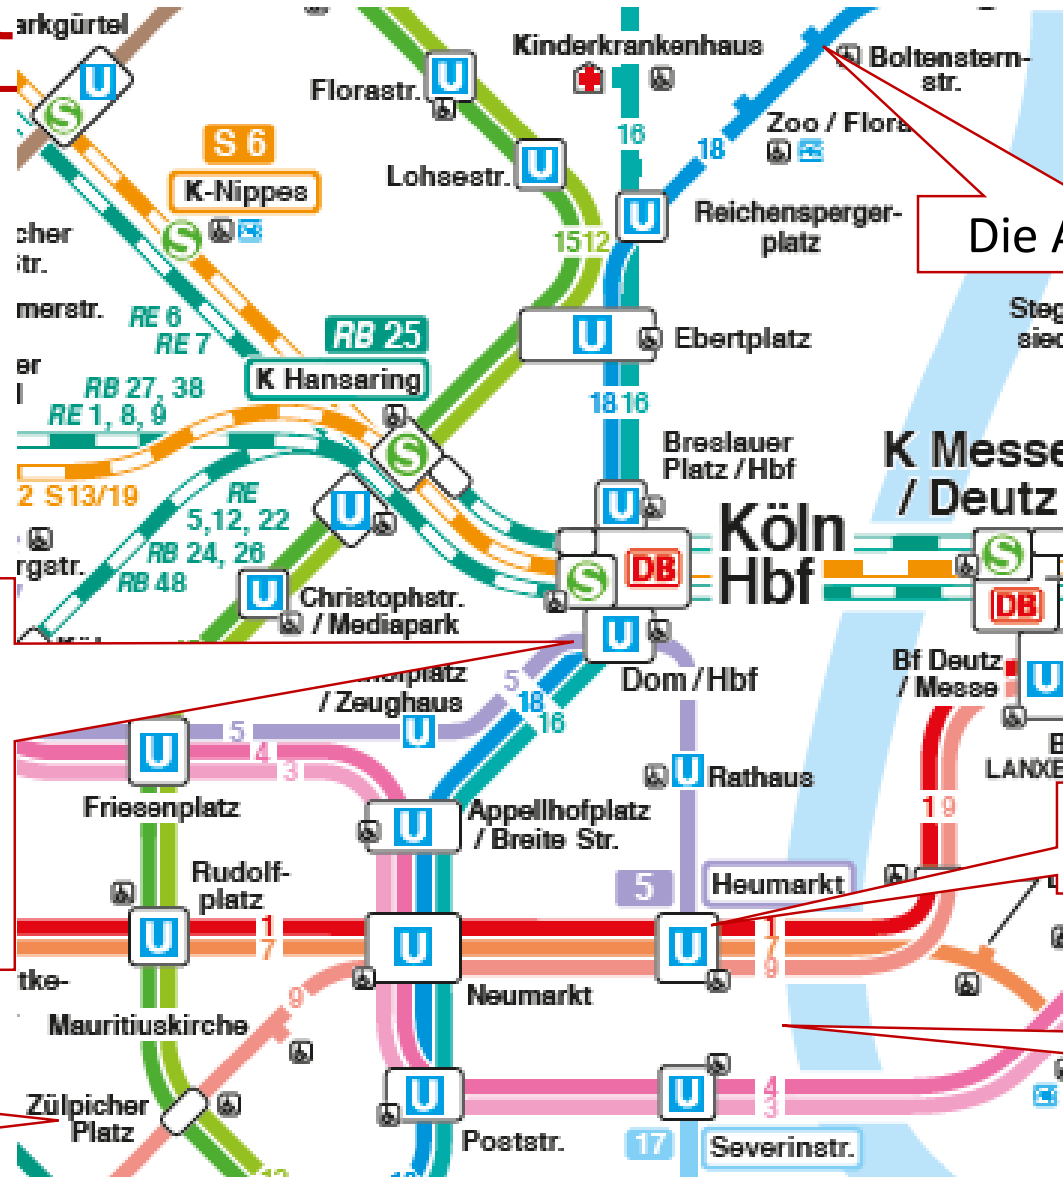 arkgürtel
Kinderkrankenhaus
Boltenstern-
str.
U
U
Florastr.
S
16
Zoo / Flora
18
S 6
U
Lohsestr.
K-Nippes
U
Reichensperger-
platz
Die
cher
S
15 12
str.
merstr.
RE 6
RE 7
RB 25
U
Ebertplatz
K Hansaring
RB 27, 38
RE 1, 8, 9
18 16
S
Breslauer
Platz / Hbf
K Messe
/ Deutz
2 S13/19
RE
5,12, 22
U
U
Köln
Hbf
RB 24, 26
rgstr.
RB 48
S
DB
S
DB
U
Christophstr.
/ Mediapark
U
Bf Deutz
/ Messe
U
Dom / Hbf
/ Zeughaus
5
18
16
5
U
4
3
U
U
Rathaus
LANXE
Friesenplatz
1 9
U
Appellhofplatz
/ Breite Str.
Rudolf-
platz
5
Heumarkt
U
1
7
U
U
1
7
9
tke-
9
Neumarkt
Mauritiuskirche
Zülpicher
Platz
U
U
4
3
Poststr.
17
Severinstr.